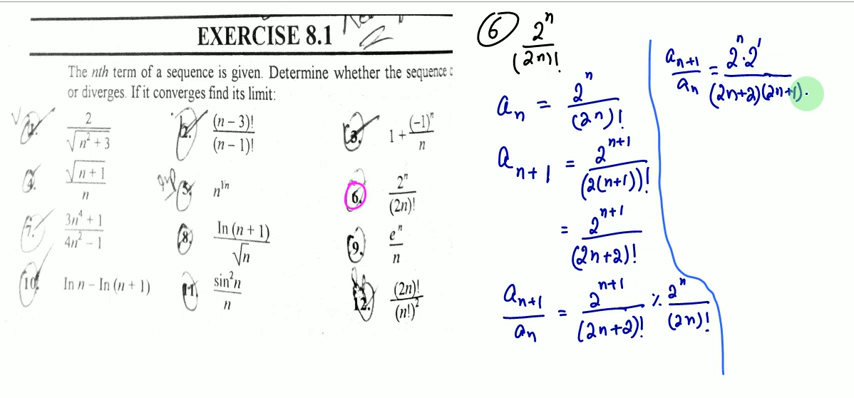 EXERCISE 8.1
The nth term of a sequence is given. Determine whether the sequence c
or diverges. If it converges find its limit:
1. 2/√(n² + 3)
2. (n – 3)!/(n – 1)!
3. 1 + (-1)ⁿ/n
4. √(n + 1)/n
5. n^(1/n)
6. 2ⁿ/(2n)!
7. (3n⁴ + 1)/(4n² – 1)
8. ln (n + 1)/√n
9. eⁿ/n
10. ln n – ln (n + 1)
11. sin²n/n
12. (2n)!/(n!)²
6 2ⁿ/(2n)!
aₙ = 2ⁿ/(2n)!
aₙ₊₁ = 2ⁿ⁺¹/(2(n+1))!
= 2ⁿ⁺¹/(2n+2)!
aₙ₊₁/aₙ = 2ⁿ⁺¹/(2n+2)! ÷ 2ⁿ/(2n)!
aₙ₊₁/aₙ = 2ⁿ·2¹/(2n+2)(2n+1).